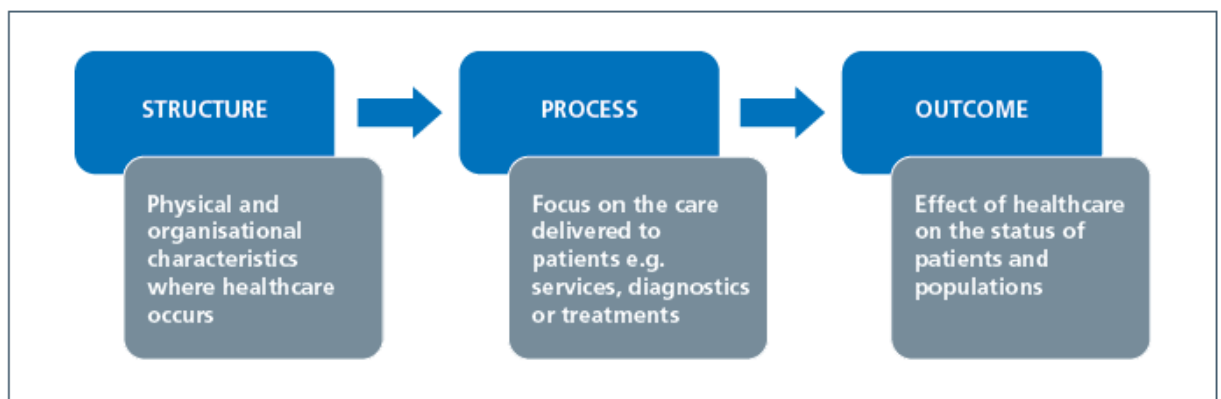 STRUCTURE
Physical and
organisational
characteristics
where healthcare
occurs
PROCESS
Focus on the care
delivered to
patients e.g.
services, diagnostics
or treatments
OUTCOME
Effect of healthcare
on the status of
patients and
populations